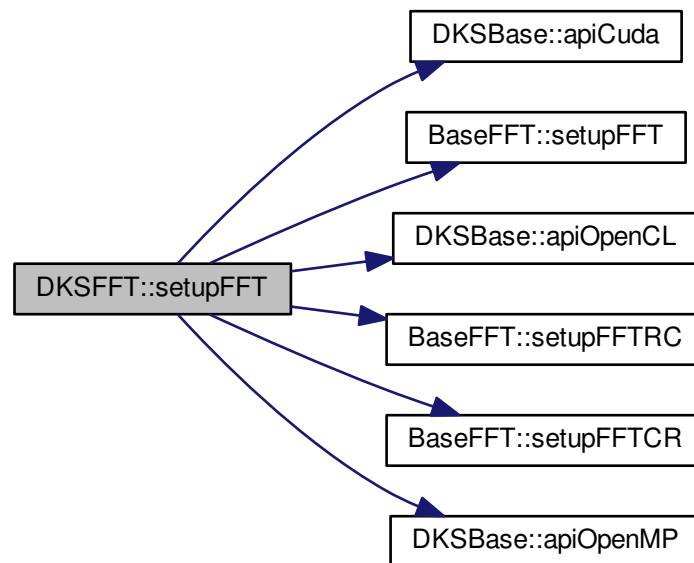 DKSBase::apiCuda
BaseFFT::setupFFT
DKSBase::apiOpenCL
DKSFFT::setupFFT
BaseFFT::setupFFTRC
BaseFFT::setupFFTCR
DKSBase::apiOpenMP